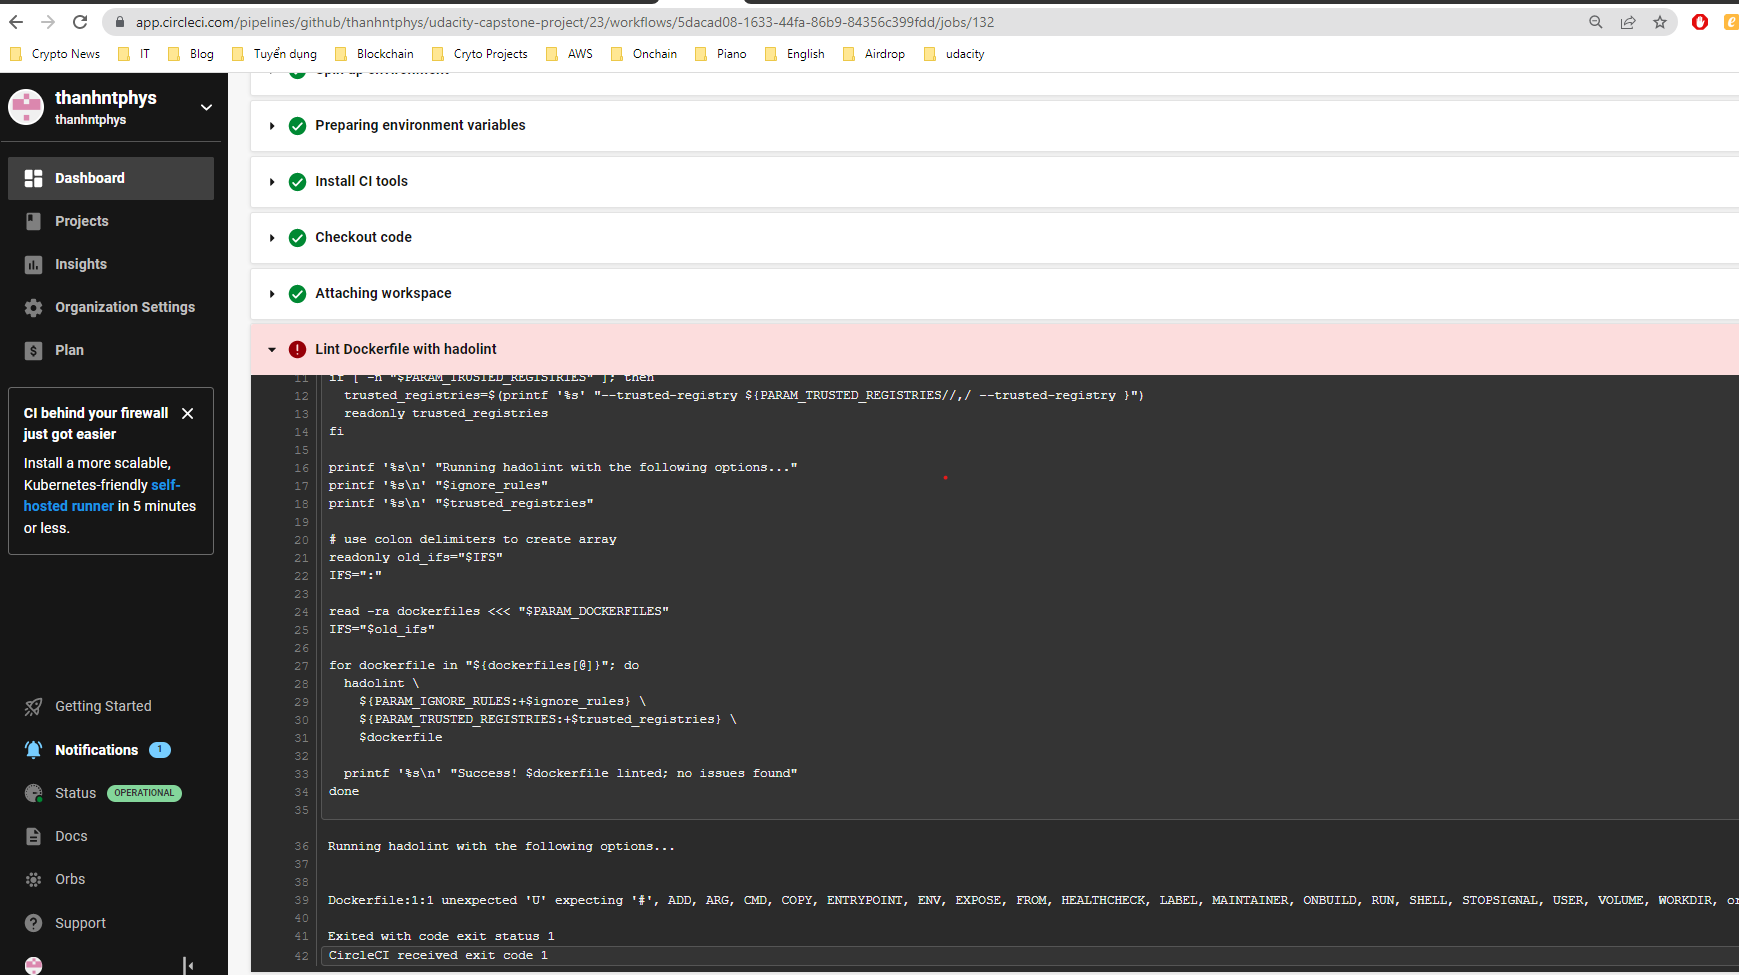 app.circleci.com/pipelines/github/thanhntphys/udacity-capstone-project/23/workflows/5dacad08-1633-44fa-86b9-84356c399fdd/jobs/132
Crypto News IT Blog Tuyển dụng Blockchain Cryto Projects AWS Onchain Piano English Airdrop udacity
thanhntphys
thanhntphys
Dashboard
Projects
Insights
Organization Settings
Plan
CI behind your firewall
just got easier
Install a more scalable,
Kubernetes-friendly self-
hosted runner in 5 minutes
or less.
Getting Started
Notifications 1
Status OPERATIONAL
Docs
Orbs
Support
Spin up environment
Preparing environment variables
Install CI tools
Checkout code
Attaching workspace
Lint Dockerfile with hadolint
11 if [ -n "$PARAM_TRUSTED_REGISTRIES" ]; then
12 trusted_registries=$(printf '%s' "--trusted-registry ${PARAM_TRUSTED_REGISTRIES//,/ --trusted-registry }")
13 readonly trusted_registries
14 fi
15
16 printf '%s\n' "Running hadolint with the following options..."
17 printf '%s\n' "$ignore_rules"
18 printf '%s\n' "$trusted_registries"
19
20 # use colon delimiters to create array
21 readonly old_ifs="$IFS"
22 IFS=":"
23
24 read -ra dockerfiles <<< "$PARAM_DOCKERFILES"
25 IFS="$old_ifs"
26
27 for dockerfile in "${dockerfiles[@]}"; do
28 hadolint \
29 ${PARAM_IGNORE_RULES:+$ignore_rules} \
30 ${PARAM_TRUSTED_REGISTRIES:+$trusted_registries} \
31 $dockerfile
32
33 printf '%s\n' "Success! $dockerfile linted; no issues found"
34 done
35
36 Running hadolint with the following options...
37
38
39 Dockerfile:1:1 unexpected 'U' expecting '#', ADD, ARG, CMD, COPY, ENTRYPOINT, ENV, EXPOSE, FROM, HEALTHCHECK, LABEL, MAINTAINER, ONBUILD, RUN, SHELL, STOPSIGNAL, USER, VOLUME, WORKDIR, or
40
41 Exited with code exit status 1
42 CircleCI received exit code 1